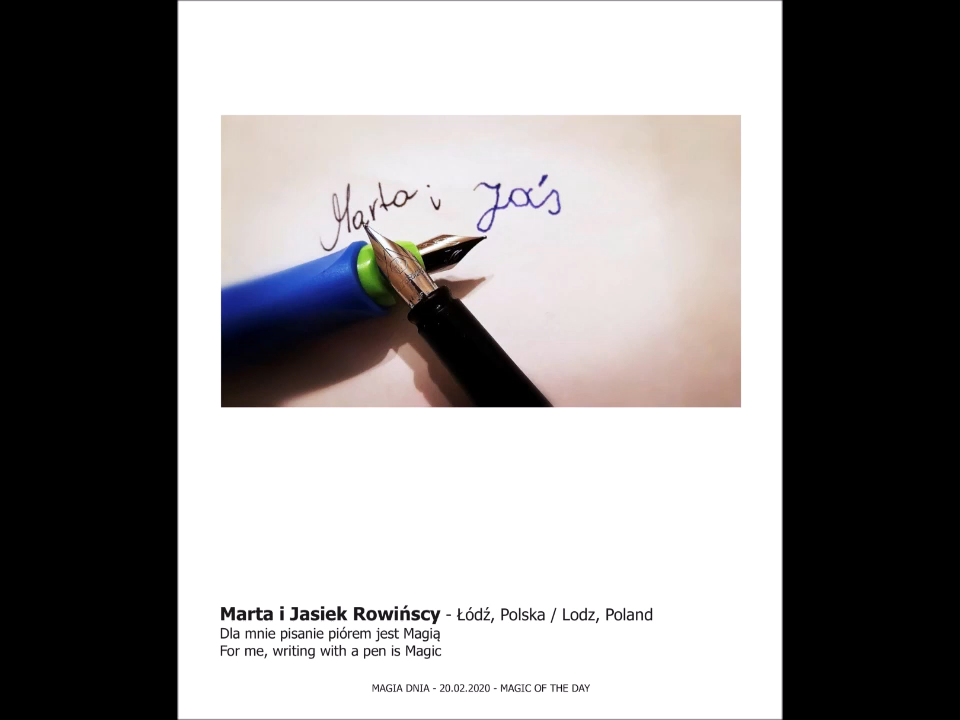 Marta i Jaś
Marta i Jasiek Rowińscy - Łódź, Polska / Lodz, Poland
Dla mnie pisanie piórem jest Magią
For me, writing with a pen is Magic
MAGIA DNIA - 20.02.2020 - MAGIC OF THE DAY